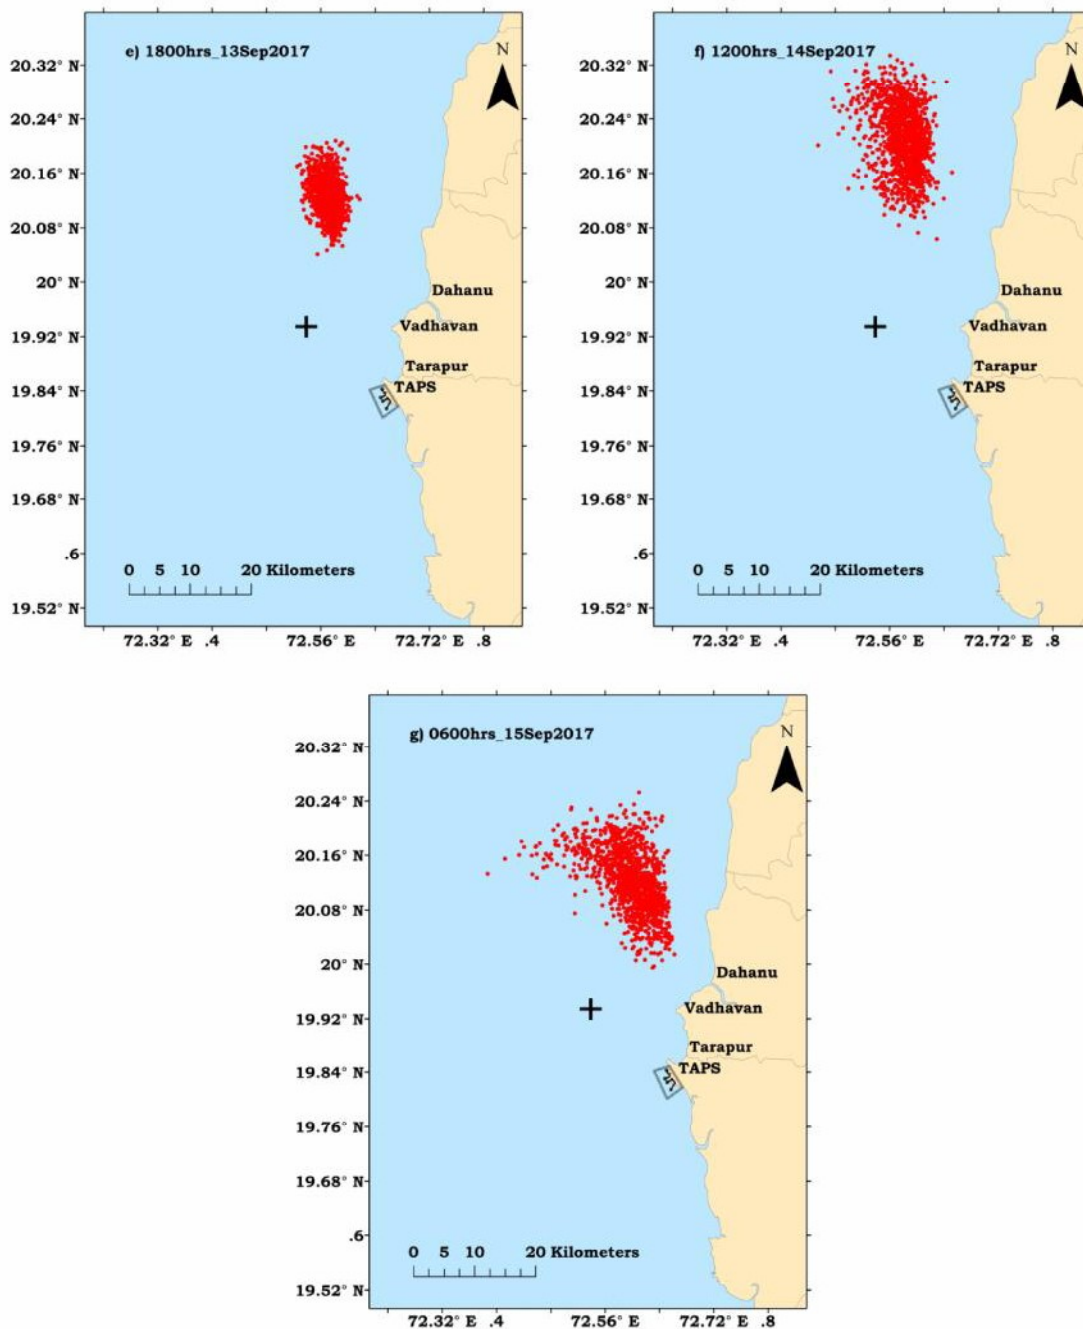 e) 1800hrs_13Sep2017
N
20.32° N
20.24° N
20.16° N
20.08° N
20° N
19.92° N
19.84° N
19.76° N
19.68° N
.6
19.52° N
Dahanu
Vadhavan
Tarapur
TAPS
0 5 10 20 Kilometers
72.32° E .4 72.56° E 72.72° E .8
f) 1200hrs_14Sep2017
N
20.32° N
20.24° N
20.16° N
20.08° N
20° N
19.92° N
19.84° N
19.76° N
19.68° N
.6
19.52° N
Dahanu
Vadhavan
Tarapur
TAPS
0 5 10 20 Kilometers
72.32° E .4 72.56° E 72.72° E .8
g) 0600hrs_15Sep2017
N
20.32° N
20.24° N
20.16° N
20.08° N
20° N
19.92° N
19.84° N
19.76° N
19.68° N
.6
19.52° N
Dahanu
Vadhavan
Tarapur
TAPS
0 5 10 20 Kilometers
72.32° E .4 72.56° E 72.72° E .8